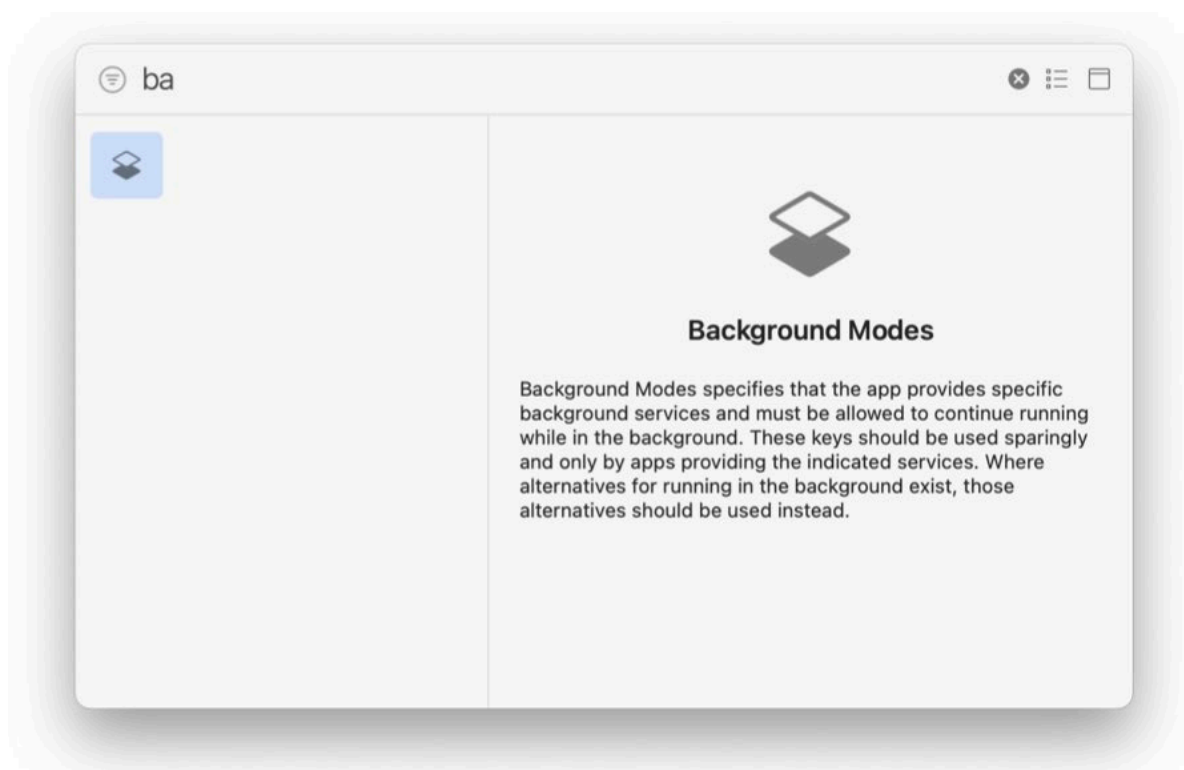 ba
Background Modes
Background Modes specifies that the app provides specific
background services and must be allowed to continue running
while in the background. These keys should be used sparingly
and only by apps providing the indicated services. Where
alternatives for running in the background exist, those
alternatives should be used instead.